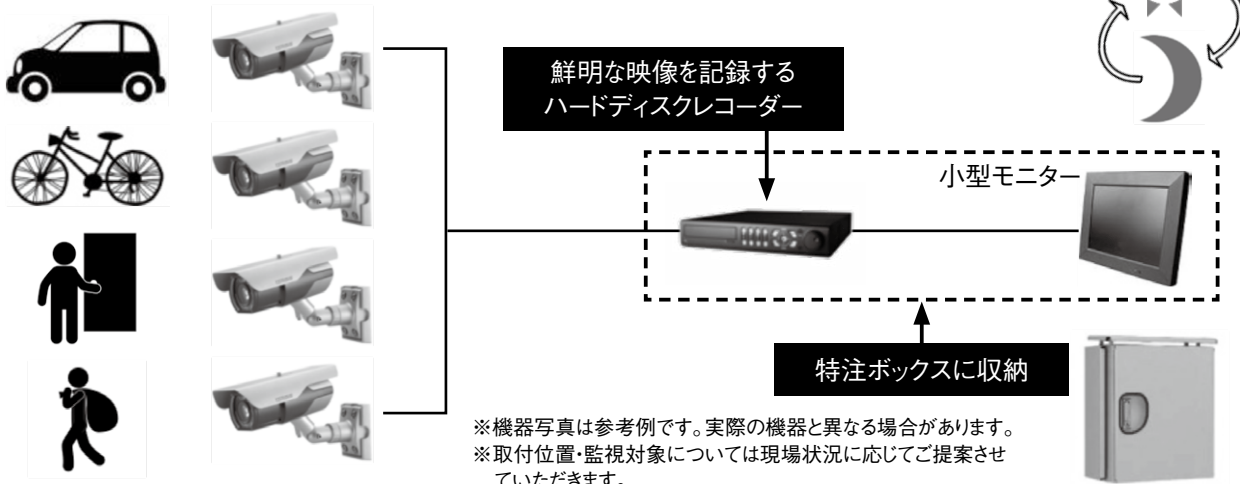 鮮明な映像を記録する
ハードディスクレコーダー
小型モニター
特注ボックスに収納
※機器写真は参考例です。実際の機器と異なる場合があります。
※取付位置・監視対象については現場状況に応じてご提案させ
ていただきます。